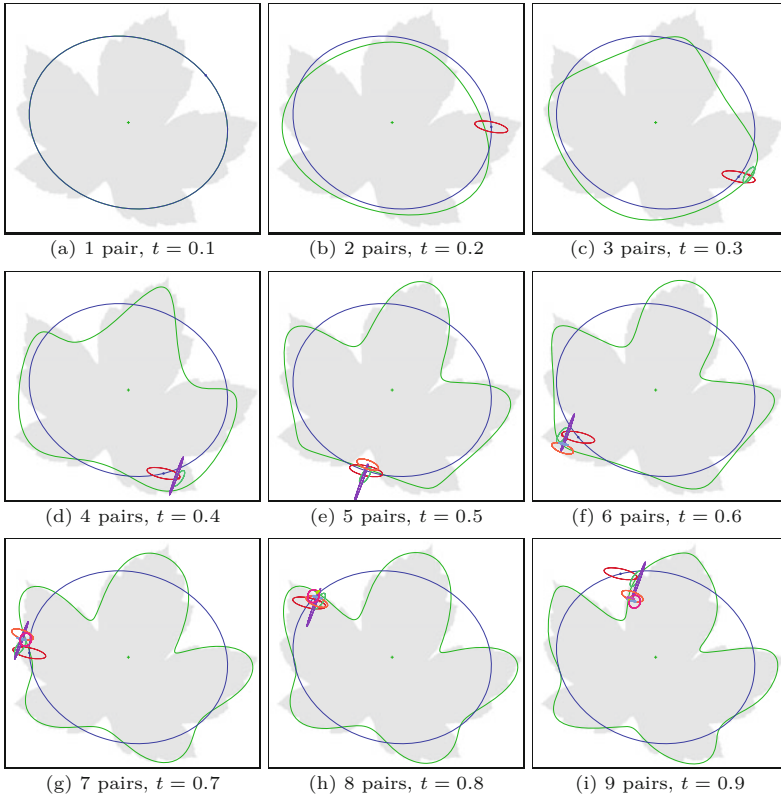 (a) 1 pair, t = 0.1
(b) 2 pairs, t = 0.2
(c) 3 pairs, t = 0.3
(d) 4 pairs, t = 0.4
(e) 5 pairs, t = 0.5
(f) 6 pairs, t = 0.6
(g) 7 pairs, t = 0.7
(h) 8 pairs, t = 0.8
(i) 9 pairs, t = 0.9